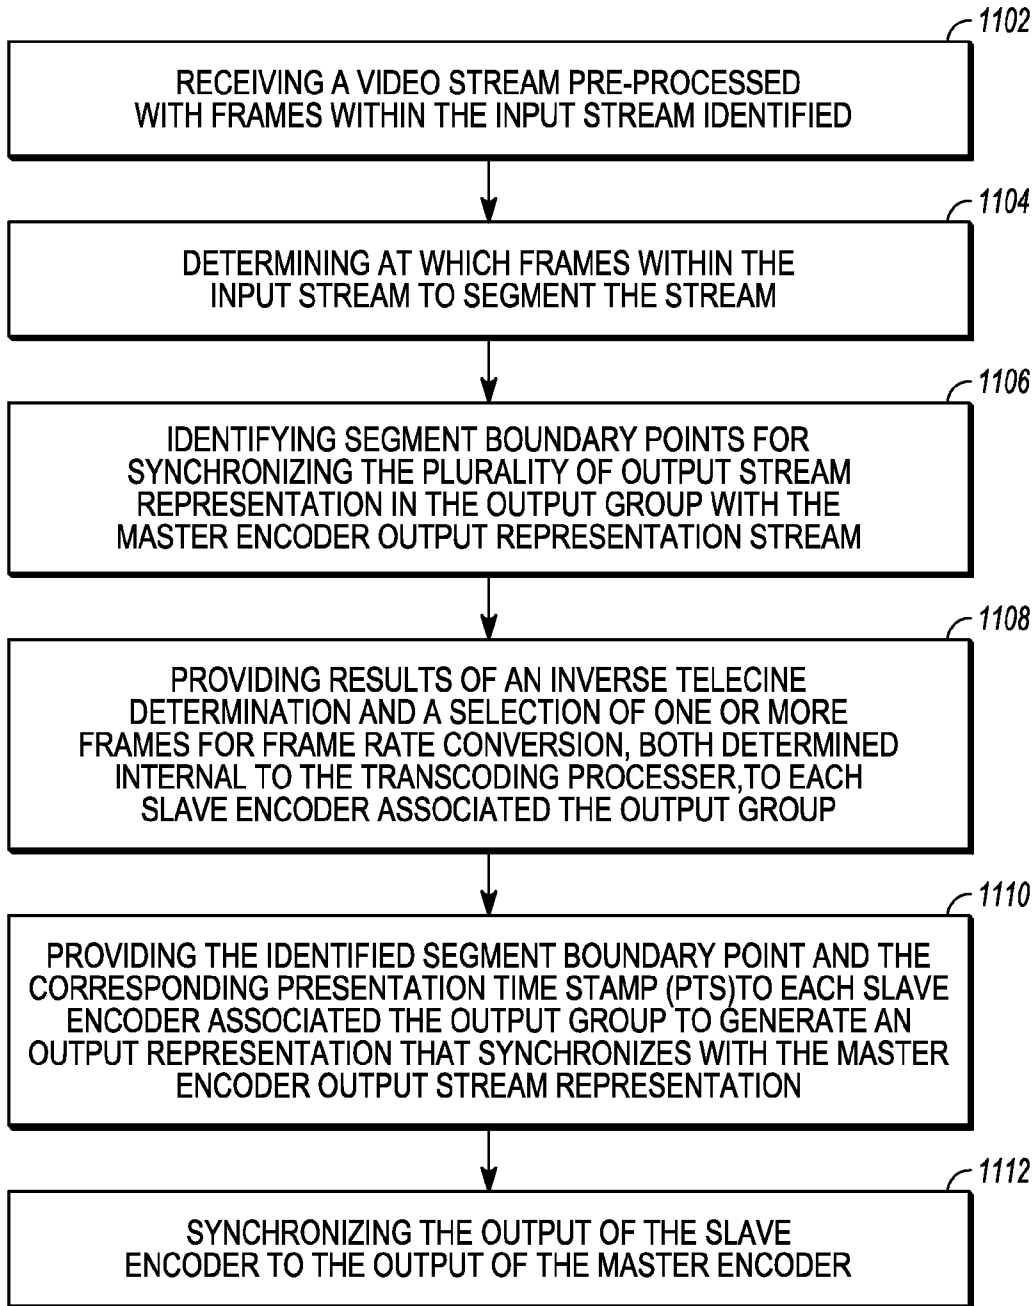 1102
RECEIVING A VIDEO STREAM PRE-PROCESSED
WITH FRAMES WITHIN THE INPUT STREAM IDENTIFIED
1104
DETERMINING AT WHICH FRAMES WITHIN THE
INPUT STREAM TO SEGMENT THE STREAM
1106
IDENTIFYING SEGMENT BOUNDARY POINTS FOR
SYNCHRONIZING THE PLURALITY OF OUTPUT STREAM
REPRESENTATION IN THE OUTPUT GROUP WITH THE
MASTER ENCODER OUTPUT REPRESENTATION STREAM
1108
PROVIDING RESULTS OF AN INVERSE TELECINE
DETERMINATION AND A SELECTION OF ONE OR MORE
FRAMES FOR FRAME RATE CONVERSION, BOTH DETERMINED
INTERNAL TO THE TRANSCODING PROCESSER,TO EACH
SLAVE ENCODER ASSOCIATED THE OUTPUT GROUP
1110
PROVIDING THE IDENTIFIED SEGMENT BOUNDARY POINT AND THE
CORRESPONDING PRESENTATION TIME STAMP (PTS)TO EACH SLAVE
ENCODER ASSOCIATED THE OUTPUT GROUP TO GENERATE AN
OUTPUT REPRESENTATION THAT SYNCHRONIZES WITH THE MASTER
ENCODER OUTPUT STREAM REPRESENTATION
1112
SYNCHRONIZING THE OUTPUT OF THE SLAVE
ENCODER TO THE OUTPUT OF THE MASTER ENCODER